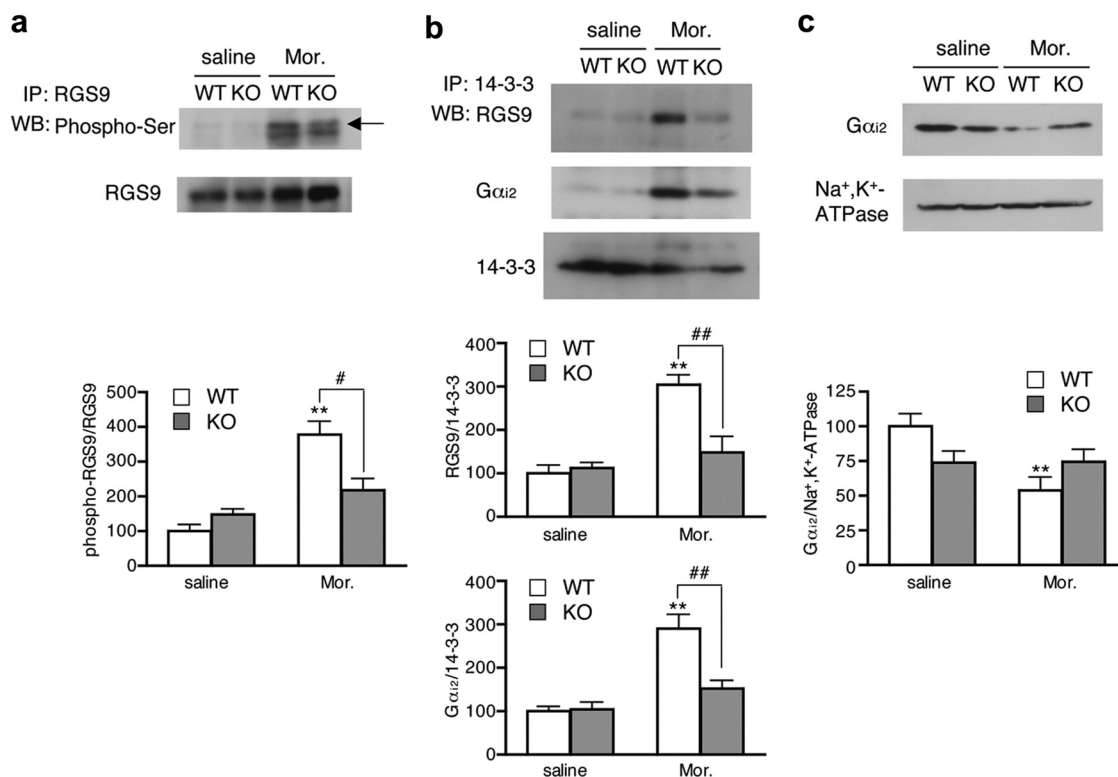 a
saline
Mor.
IP: RGS9
WT KO WT KO
WB: Phospho-Ser
RGS9
phospho-RGS9/RGS9
500
400
300
200
100
0
WT
KO
**
#
saline
Mor.
b
saline
Mor.
IP: 14-3-3
WT KO WT KO
WB: RGS9
Gαi2
14-3-3
RGS9/14-3-3
400
300
200
100
0
WT
KO
**
##
saline
Mor.
Gαi2/14-3-3
400
300
200
100
0
WT
KO
**
##
saline
Mor.
c
saline
Mor.
WT KO WT KO
Gαi2
Na⁺,K⁺-
ATPase
Gαi2/Na⁺,K⁺-ATPase
125
100
75
50
25
0
WT
KO
**
saline
Mor.